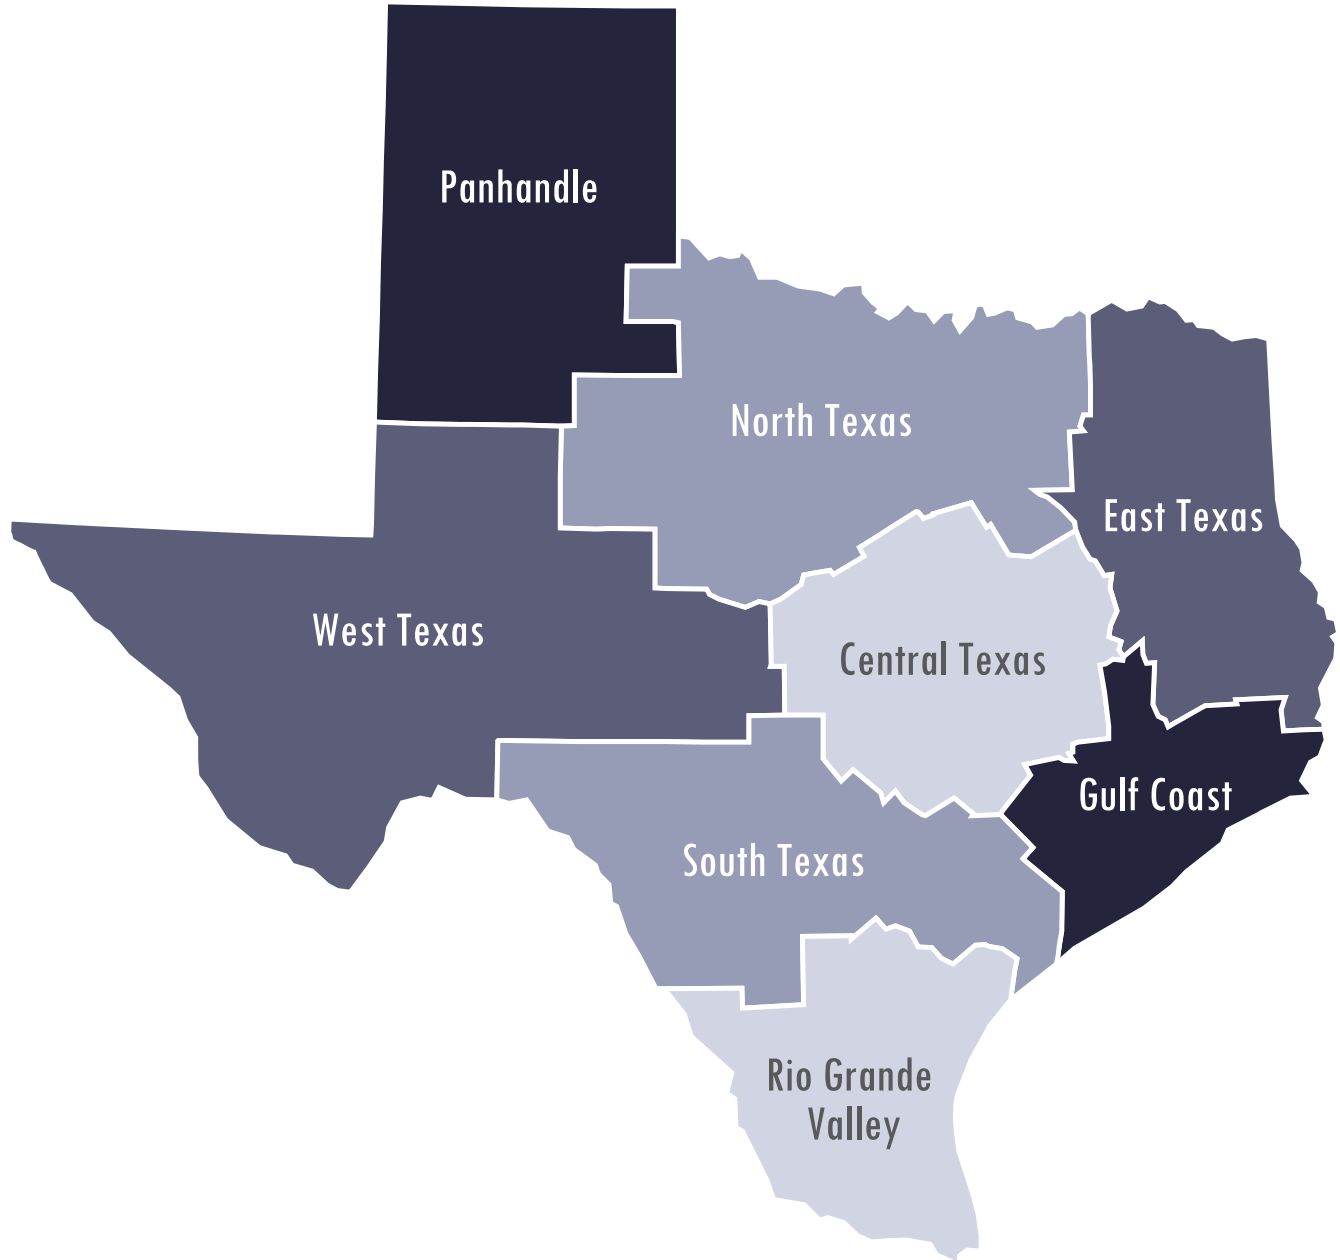 Panhandle
North Texas
East Texas
West Texas
Central Texas
Gulf Coast
South Texas
Rio Grande
Valley